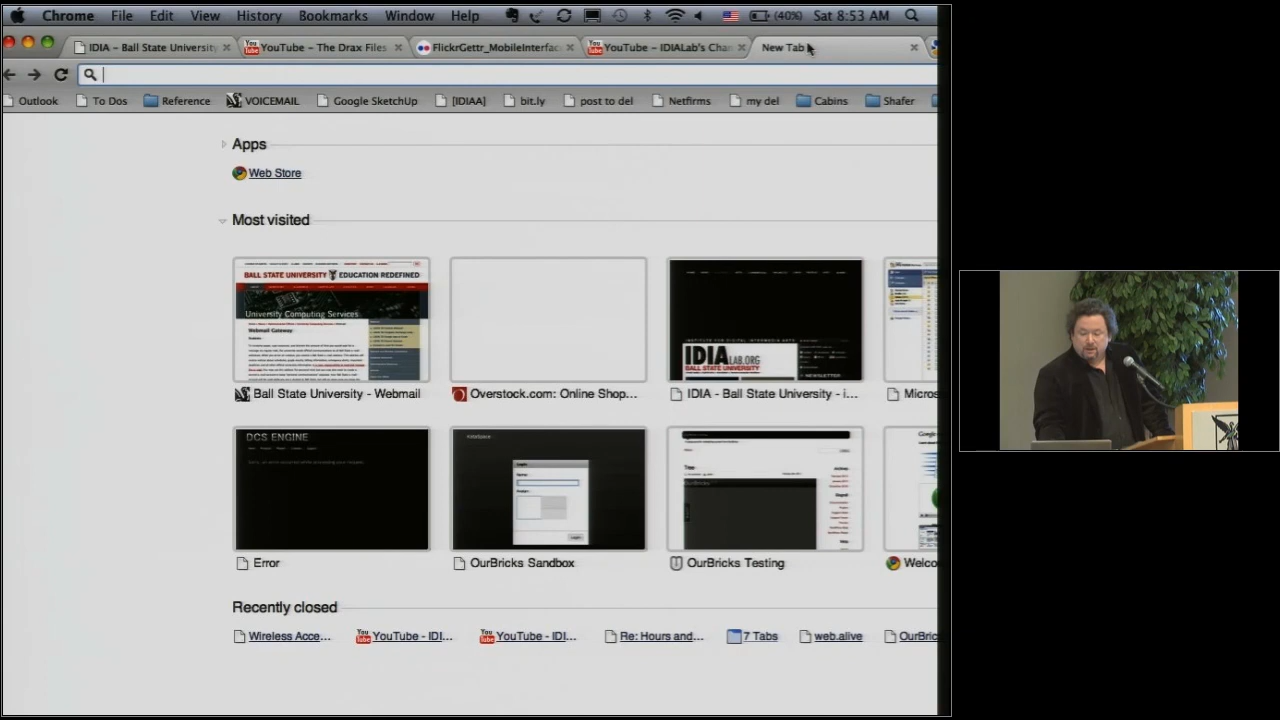 Chrome File Edit View History Bookmarks Window Help (40%) Sat 8:53 AM
IDIA – Ball State University YouTube – The Drax Files FlickrGettr_MobileInterfac YouTube – IDIALab's Chan New Tab
Outlook To Dos Reference VOICEMAIL Google SketchUp [IDIAA] bit.ly post to del Netfirms my del Cabins Shafer
Apps
Web Store
Most visited
BALL STATE UNIVERSITY EDUCATION REDEFINED
University Computing Services
Webmail Gateway
IDIA LAB.ORG
BALL STATE UNIVERSITY
Ball State University - Webmail Overstock.com: Online Shop... IDIA - Ball State University - i... Micros
DCS ENGINE
Login
OurBricks
Error OurBricks Sandbox OurBricks Testing Welco
Recently closed
Wireless Acce... YouTube - IDI... YouTube - IDI... Re: Hours and... 7 Tabs web.alive OurBric